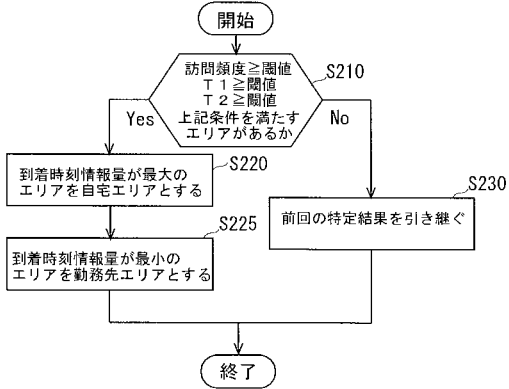 開始
訪問頻度≧閾値
T1≧閾値
T2≧閾値
上記条件を満たす
エリアがあるか
S210
Yes
No
到着時刻情報量が最大の
エリアを自宅エリアとする
S220
前回の特定結果を引き継ぐ
S230
到着時刻情報量が最小の
エリアを勤務先エリアとする
S225
終了